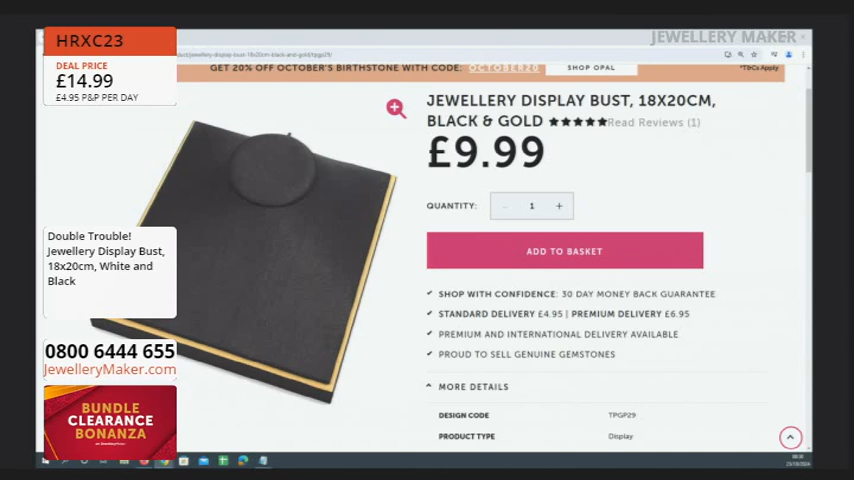 HRXC23
DEAL PRICE
£14.99
£4.95 P&P PER DAY
JEWELLERY MAKER
GET 20% OFF OCTOBER'S BIRTHSTONE WITH CODE: OCTOBER20
SHOP OPAL
*T&Cs Apply
JEWELLERY DISPLAY BUST, 18X20CM,
BLACK & GOLD ★★★★★Read Reviews (1)
£9.99
QUANTITY: - 1 +
ADD TO BASKET
✓ SHOP WITH CONFIDENCE: 30 DAY MONEY BACK GUARANTEE
✓ STANDARD DELIVERY £4.95 | PREMIUM DELIVERY £6.95
✓ PREMIUM AND INTERNATIONAL DELIVERY AVAILABLE
✓ PROUD TO SELL GENUINE GEMSTONES
MORE DETAILS
DESIGN CODE TPGP29
PRODUCT TYPE Display
Double Trouble!
Jewellery Display Bust,
18x20cm, White and
Black
0800 6444 655
JewelleryMaker.com
BUNDLE
CLEARANCE
BONANZA